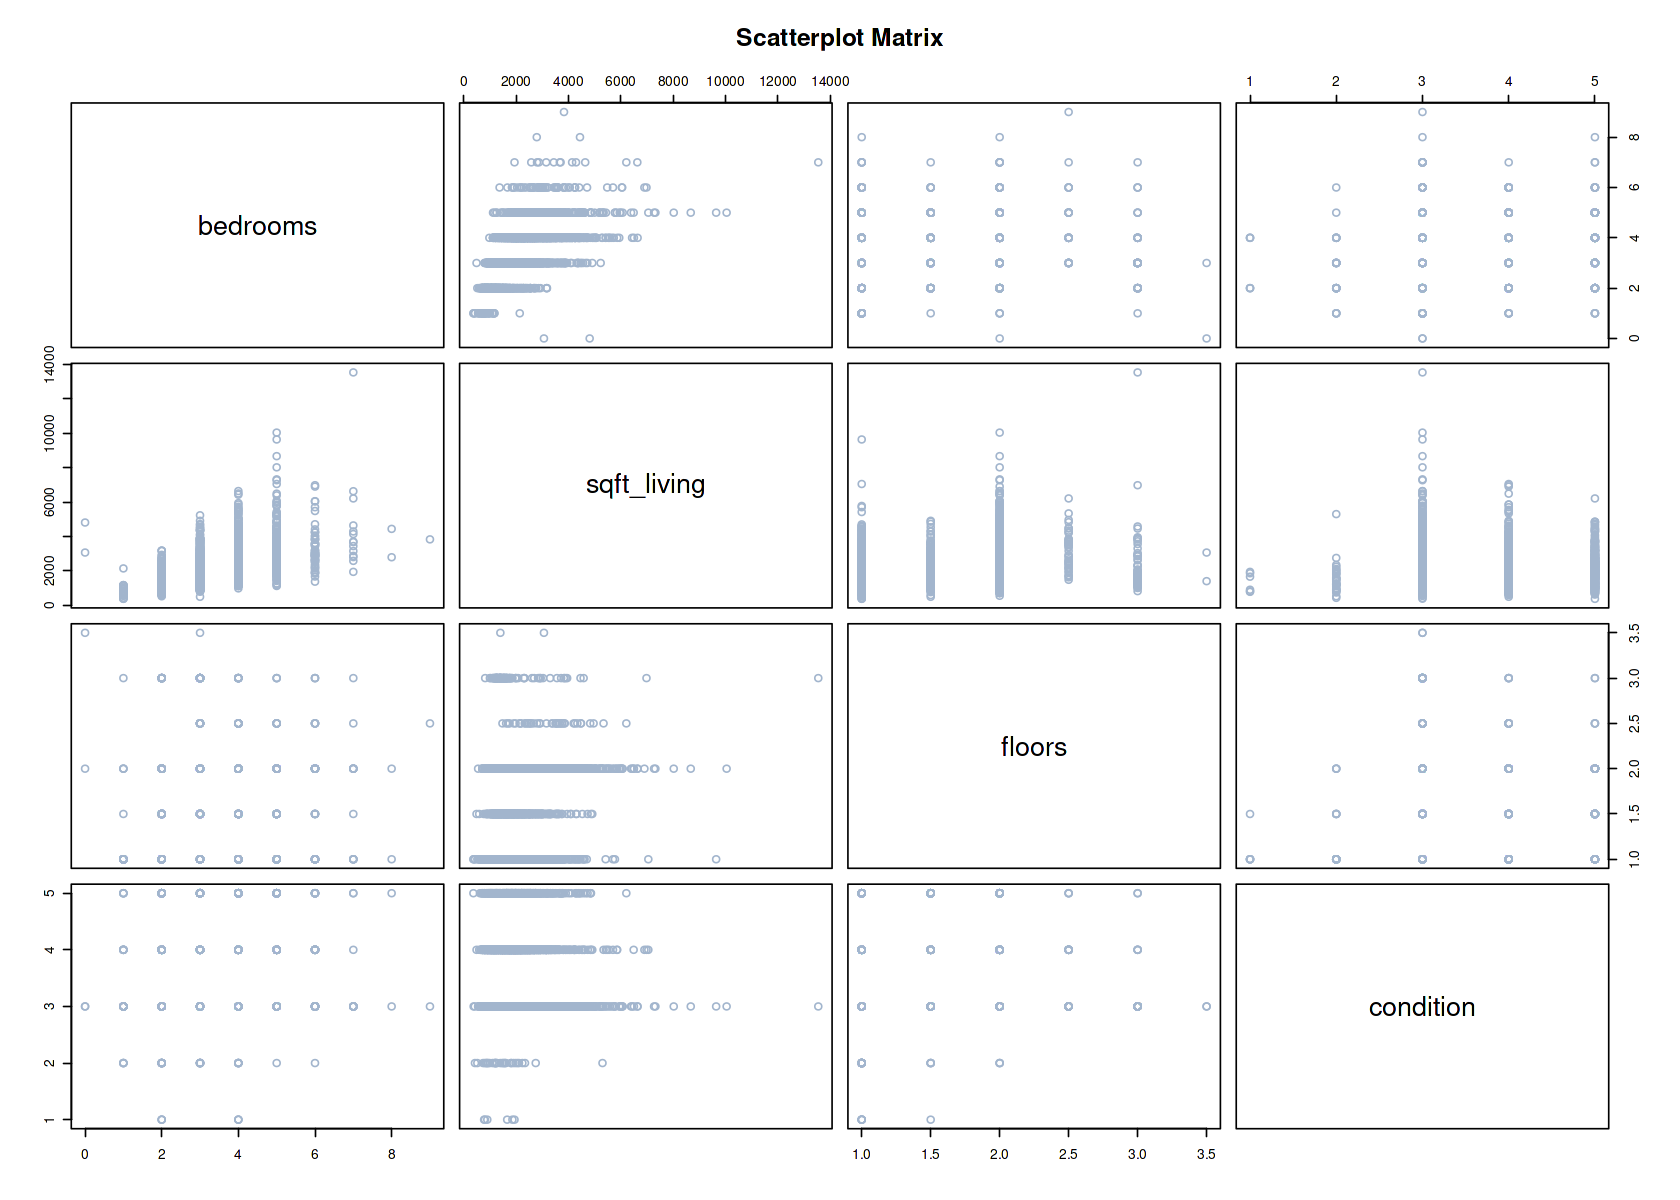 Scatterplot Matrix
0 2000 4000 6000 8000 10000 12000 14000
1 2 3 4 5
bedrooms
0 2 4 6 8
0 2000 6000 10000 14000
sqft_living
floors
1.0 1.5 2.0 2.5 3.0 3.5
1 2 3 4 5
condition
0 2 4 6 8
1.0 1.5 2.0 2.5 3.0 3.5